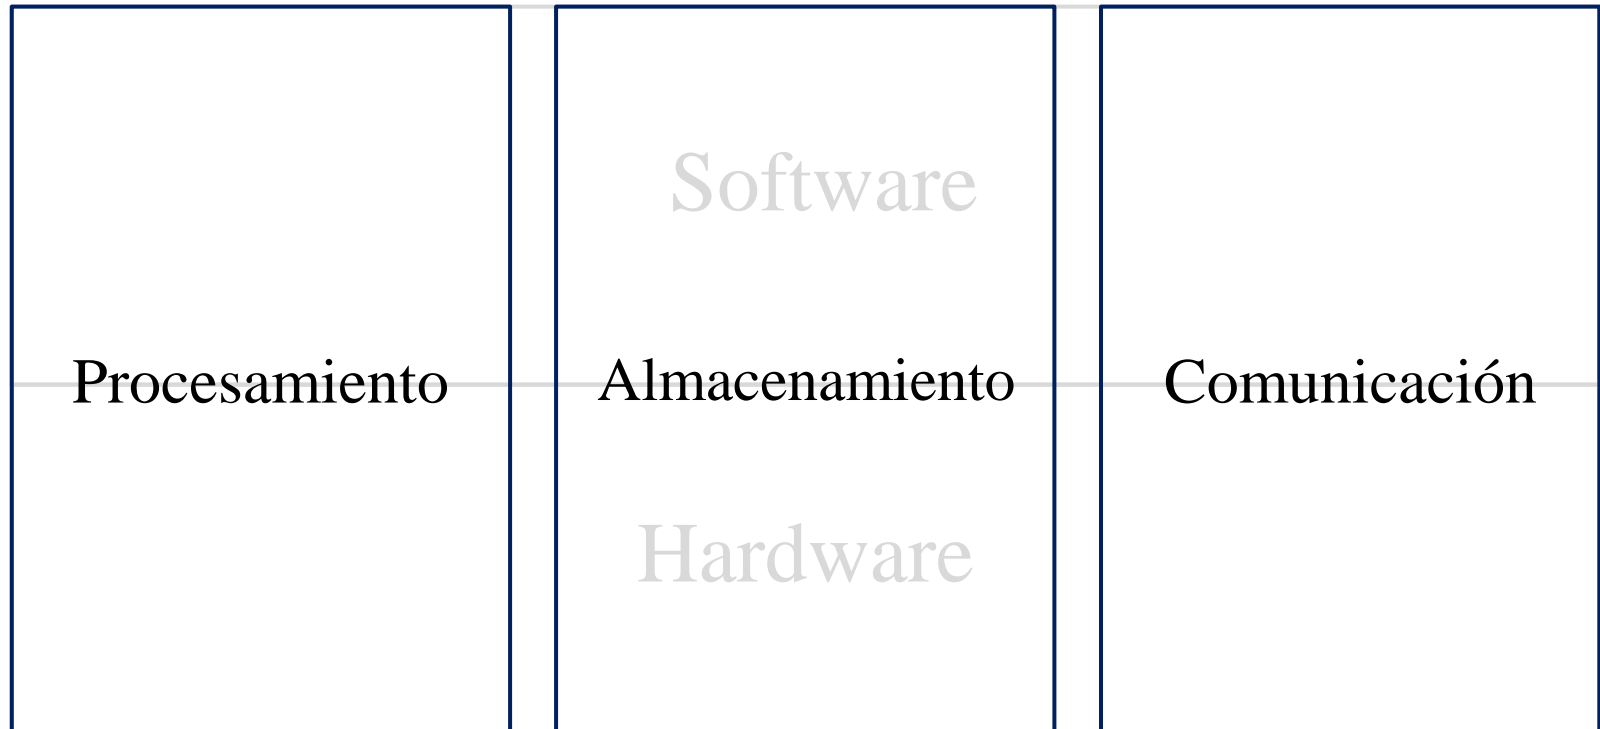 Software
Procesamiento
Almacenamiento
Comunicación
Hardware